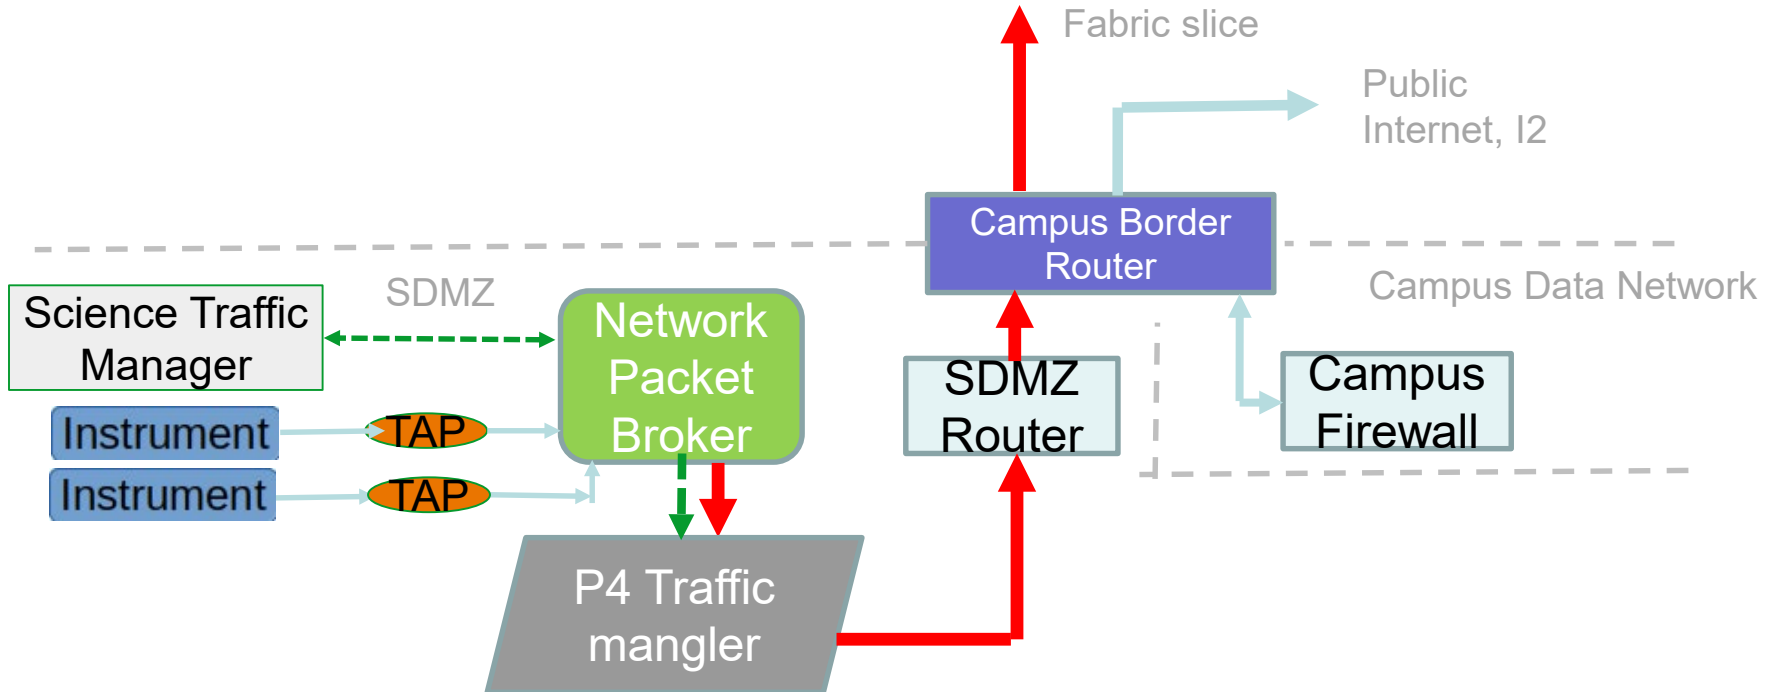 Fabric slice
Public
Internet, I2
Campus Border
Router
SDMZ
Campus Data Network
Science Traffic
Manager
Network
Packet
Broker
SDMZ
Router
Campus
Firewall
Instrument
TAP
Instrument
TAP
P4 Traffic
mangler